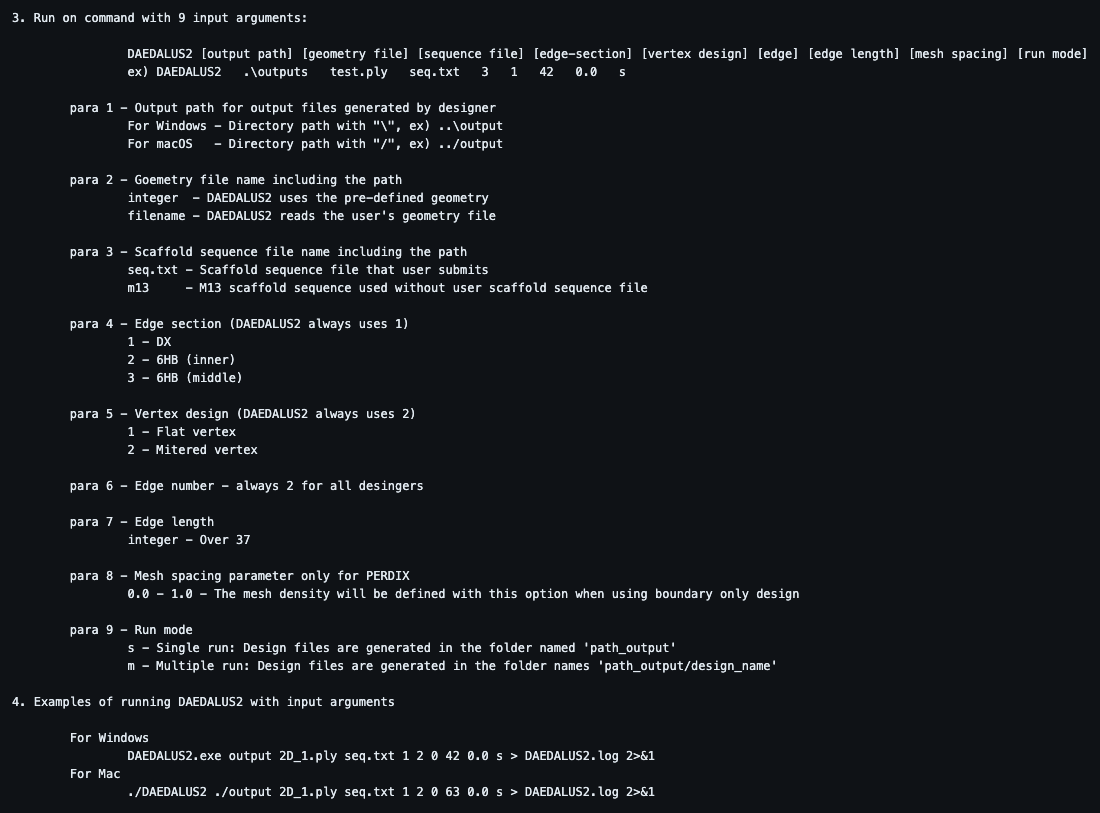 3. Run on command with 9 input arguments:
DAEDALUS2 [output path] [geometry file] [sequence file] [edge-section] [vertex design] [edge] [edge length] [mesh spacing] [run mode]
ex) DAEDALUS2   .\outputs   test.ply   seq.txt   3   1   42   0.0   s
para 1 – Output path for output files generated by designer
For Windows – Directory path with "\", ex) ..\output
For macOS   – Directory path with "/", ex) ../output
para 2 – Goemetry file name including the path
integer  – DAEDALUS2 uses the pre-defined geometry
filename – DAEDALUS2 reads the user's geometry file
para 3 – Scaffold sequence file name including the path
seq.txt – Scaffold sequence file that user submits
m13     – M13 scaffold sequence used without user scaffold sequence file
para 4 – Edge section (DAEDALUS2 always uses 1)
1 – DX
2 – 6HB (inner)
3 – 6HB (middle)
para 5 – Vertex design (DAEDALUS2 always uses 2)
1 – Flat vertex
2 – Mitered vertex
para 6 – Edge number – always 2 for all desingers
para 7 – Edge length
integer – Over 37
para 8 – Mesh spacing parameter only for PERDIX
0.0 – 1.0 – The mesh density will be defined with this option when using boundary only design
para 9 – Run mode
s – Single run: Design files are generated in the folder named 'path_output'
m – Multiple run: Design files are generated in the folder names 'path_output/design_name'
4. Examples of running DAEDALUS2 with input arguments
For Windows
DAEDALUS2.exe output 2D_1.ply seq.txt 1 2 0 42 0.0 s > DAEDALUS2.log 2>&1
For Mac
./DAEDALUS2 ./output 2D_1.ply seq.txt 1 2 0 63 0.0 s > DAEDALUS2.log 2>&1